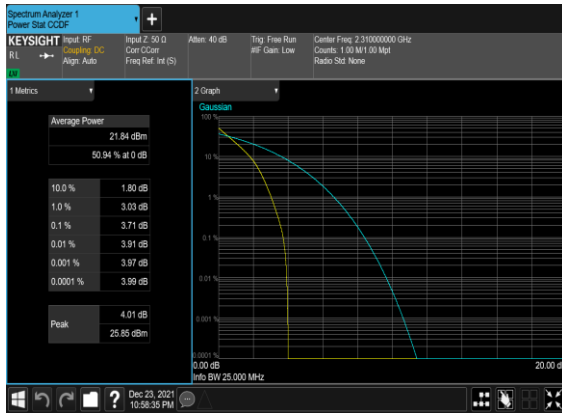 Spectrum Analyzer 1
Power Stat CCDF
KEYSIGHT
RL
LXI
Input: RF
Coupling: DC
Align: Auto
Input Z: 50 Ω
Corr CCorr
Freq Ref: Int (S)
Atten: 40 dB
Trig: Free Run
#IF Gain: Low
Center Freq: 2.310000000 GHz
Counts: 1.00 M/1.00 Mpt
Radio Std: None
1 Metrics
Average Power
21.84 dBm
50.94 % at 0 dB
10.0 % 1.80 dB
1.0 % 3.03 dB
0.1 % 3.71 dB
0.01 % 3.91 dB
0.001 % 3.97 dB
0.0001 % 3.99 dB
Peak
4.01 dB
25.85 dBm
2 Graph
Gaussian
100 %
10 %
1 %
0.1 %
0.01 %
0.001 %
0.0001 %
0.00 dB
20.00 dB
Info BW 25.000 MHz
?
Dec 23, 2021
10:58:35 PM